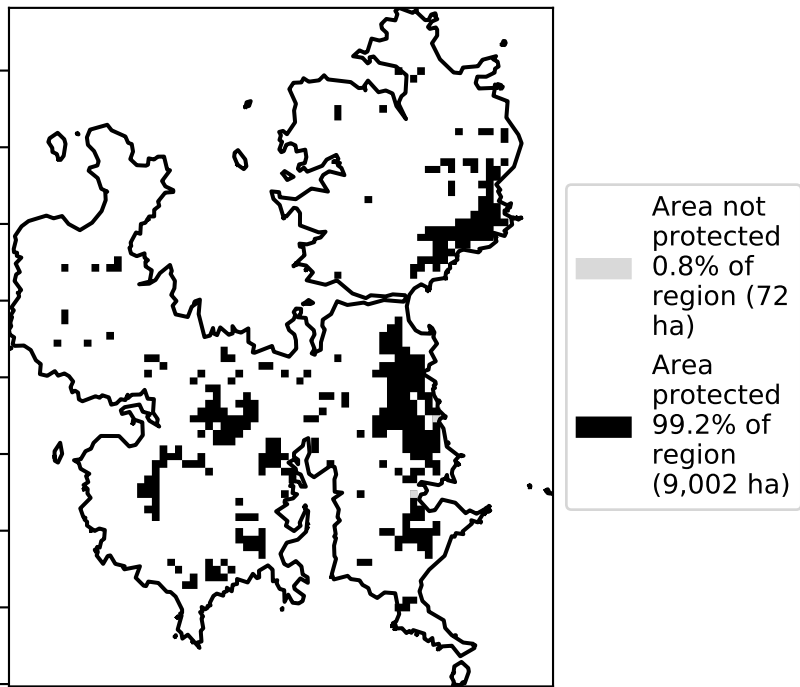 Area not
protected
0.8% of
region (72
ha)
Area
protected
99.2% of
region
(9,002 ha)